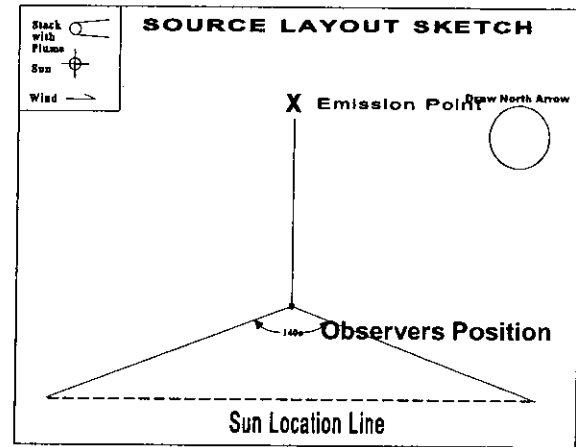 SOURCE LAYOUT SKETCH
Stack
with
Plume
Sun
Wind
X Emission Point
Draw North Arrow
140°
Observers Position
Sun Location Line